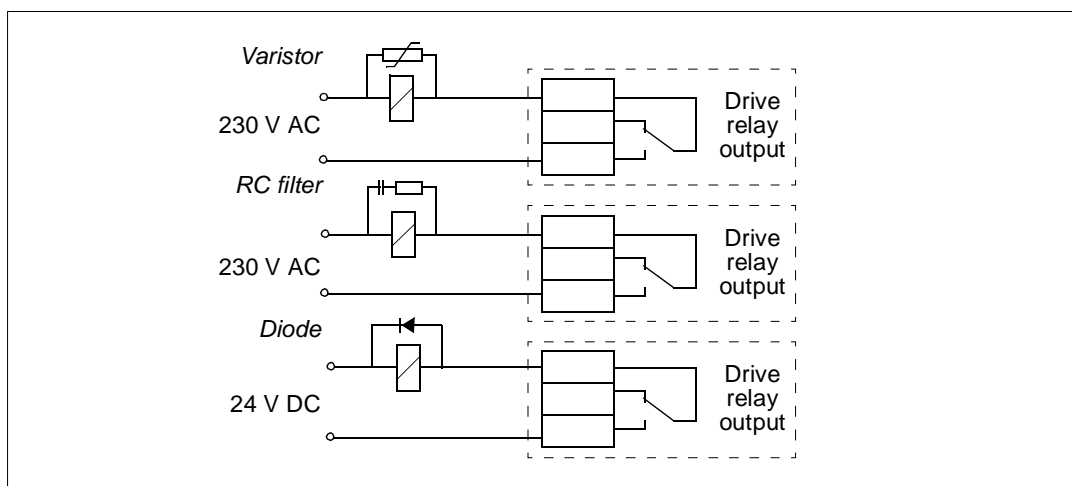 Varistor
230 V AC
Drive
relay
output
RC filter
230 V AC
Drive
relay
output
Diode
24 V DC
Drive
relay
output